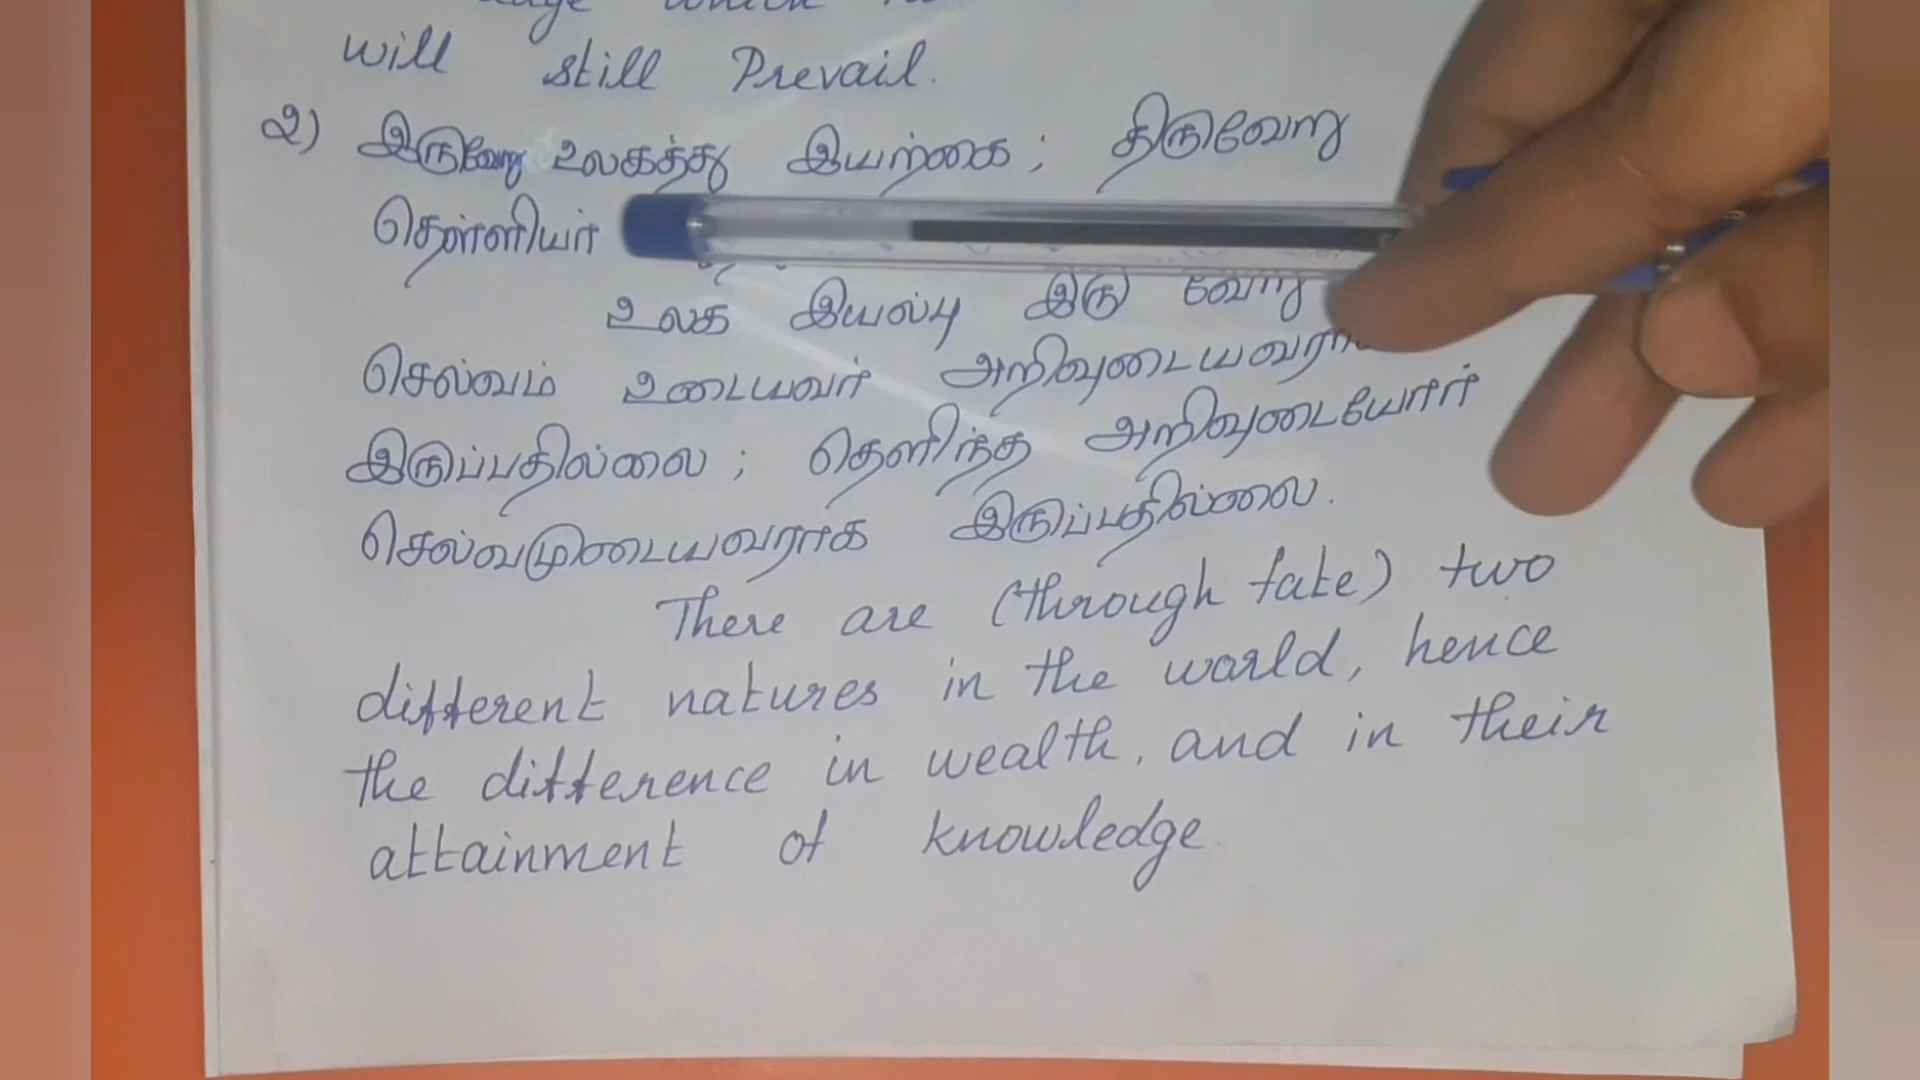 will still Prevail.
2) இருவேறு உலகத்து இயற்கை; திருவேறு
தெள்ளியர்
உலக இயல்பு இரு வேறு
செல்வம் உடையவர் அறிவுடையவராக
இருப்பதில்லை; தெளிந்த அறிவுடையோர்
செல்வமுடையவராக இருப்பதில்லை.
There are (through fate) two
different natures in the world, hence
the difference in wealth, and in their
attainment of knowledge.